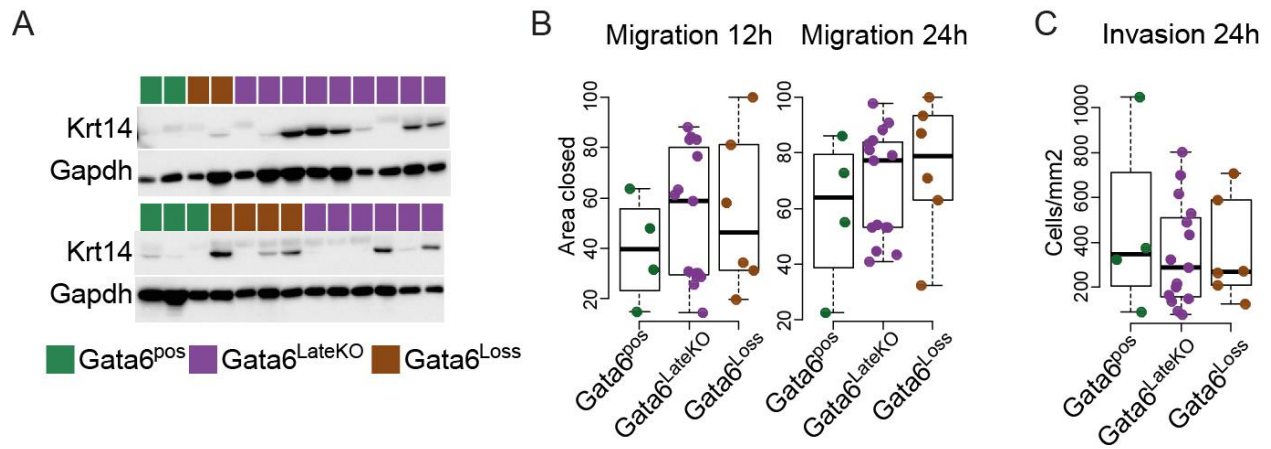 A
Krt14
Gapdh
Krt14
Gapdh
Gata6pos
Gata6LateKO
Gata6Loss
B
Migration 12h
Area closed
100
80
60
40
20
Gata6pos
Gata6LateKO
Gata6Loss
Migration 24h
100
80
60
40
20
Gata6pos
Gata6LateKO
Gata6Loss
C
Invasion 24h
Cells/mm2
1000
800
600
400
200
Gata6pos
Gata6LateKO
Gata6Loss